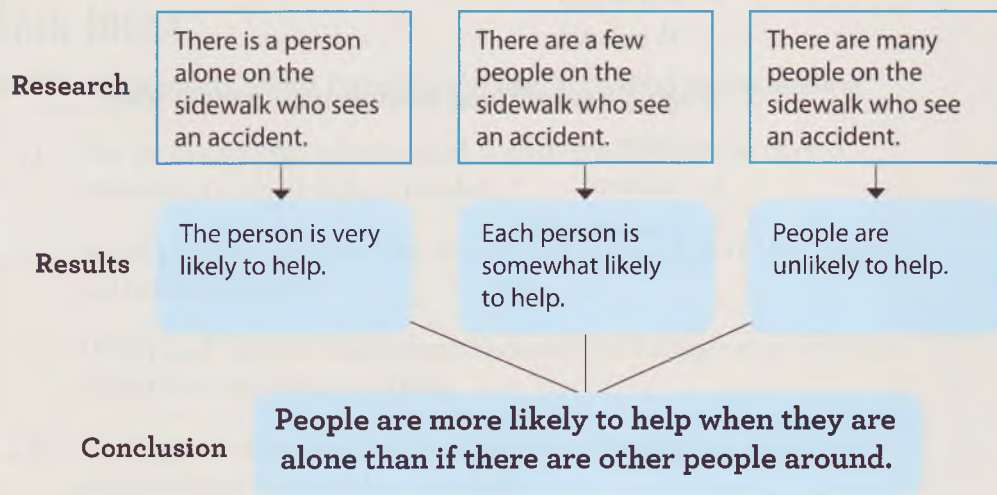 Research
There is a person
alone on the
sidewalk who sees
an accident.
There are a few
people on the
sidewalk who see
an accident.
There are many
people on the
sidewalk who see
an accident.
Results
The person is very
likely to help.
Each person is
somewhat likely
to help.
People are
unlikely to help.
Conclusion
People are more likely to help when they are
alone than if there are other people around.